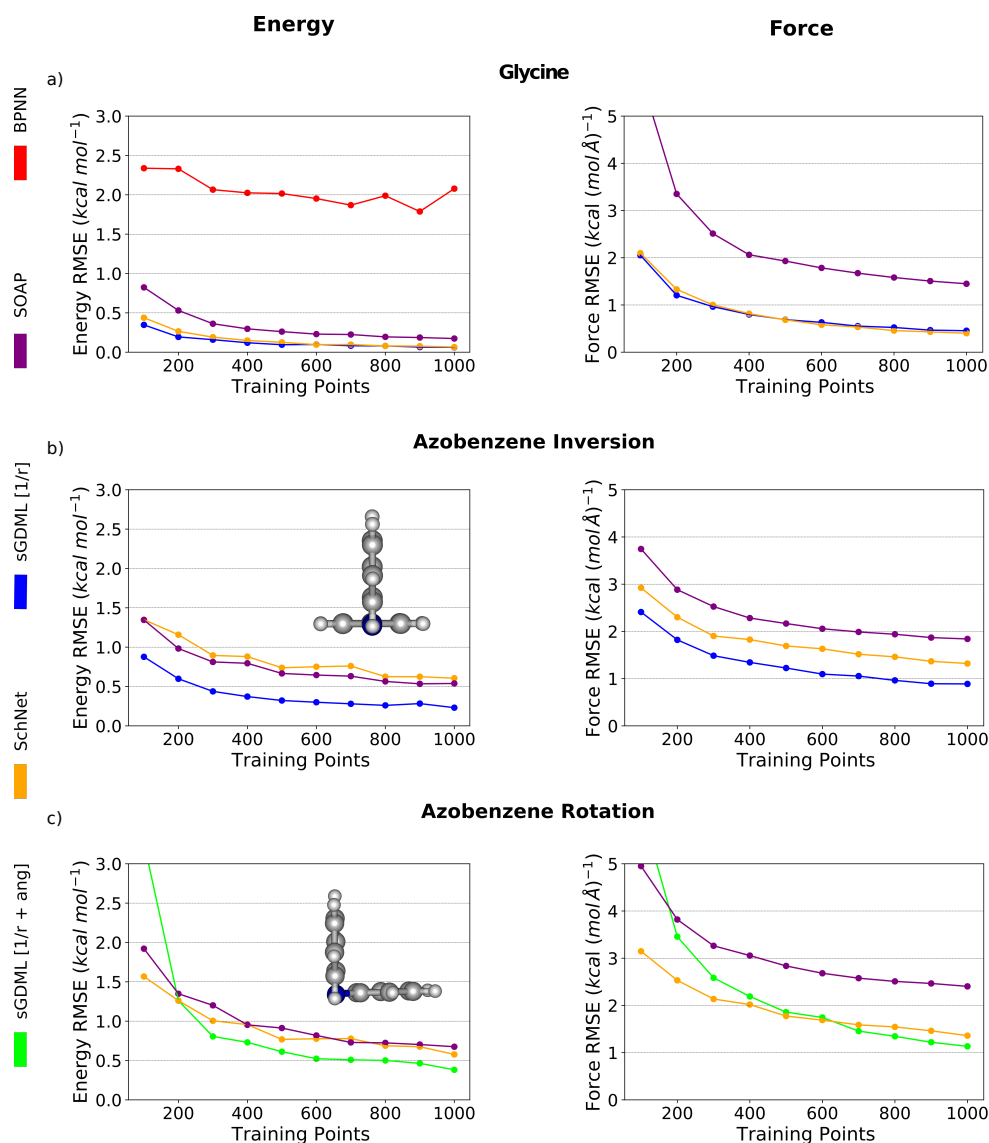 Energy
Force
Glycine
a)
Energy RMSE (kcal mol⁻¹)
3.0
2.5
2.0
1.5
1.0
0.5
0.0
200 400 600 800 1000
Training Points
Force RMSE (kcal (mol Å)⁻¹)
5
4
3
2
1
0
200 400 600 800 1000
Training Points
Azobenzene Inversion
b)
Energy RMSE (kcal mol⁻¹)
3.0
2.5
2.0
1.5
1.0
0.5
0.0
200 400 600 800 1000
Training Points
Force RMSE (kcal (mol Å)⁻¹)
5
4
3
2
1
0
200 400 600 800 1000
Training Points
Azobenzene Rotation
c)
Energy RMSE (kcal mol⁻¹)
3.0
2.5
2.0
1.5
1.0
0.5
0.0
200 400 600 800 1000
Training Points
Force RMSE (kcal (mol Å)⁻¹)
5
4
3
2
1
0
200 400 600 800 1000
Training Points
BPNN
SOAP
sGDML [1/r]
SchNet
sGDML [1/r + ang]